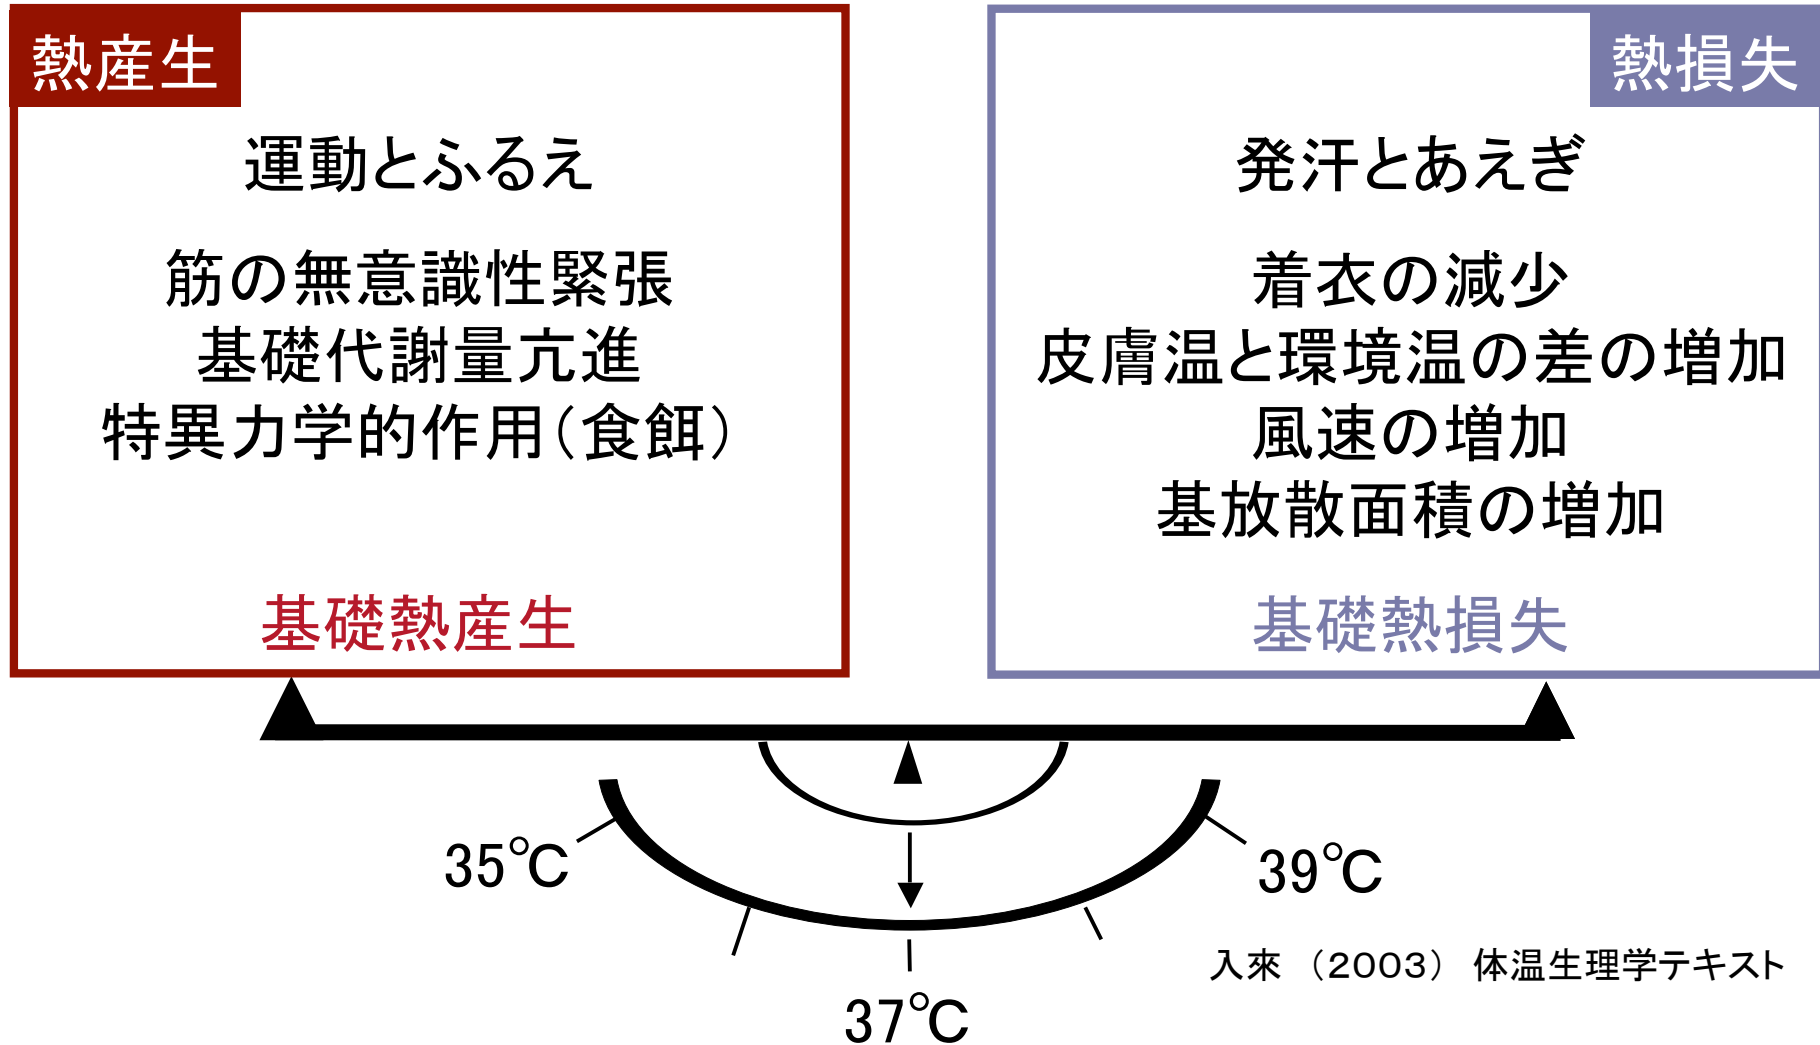 熱産生
運動とふるえ
筋の無意識性緊張
基礎代謝量亢進
特異力学的作用（食餌）
基礎熱産生
熱損失
発汗とあえぎ
着衣の減少
皮膚温と環境温の差の増加
風速の増加
基放散面積の増加
基礎熱損失
35℃
39℃
37℃
入來 （2003） 体温生理学テキスト